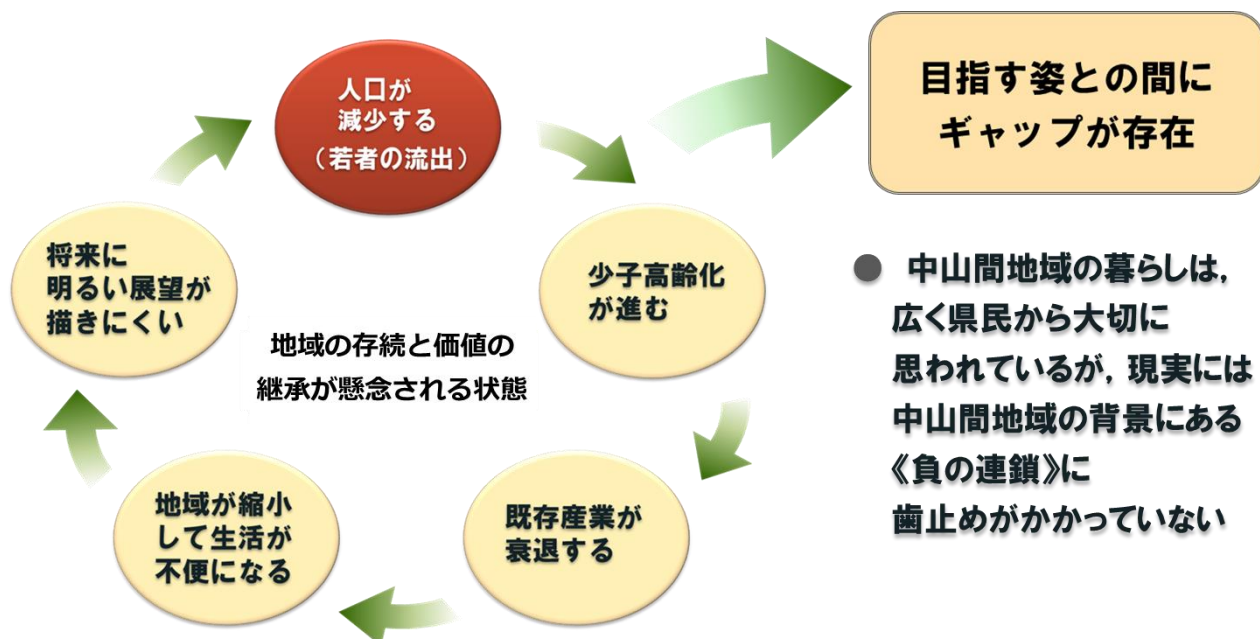 人口が
減少する
（若者の流出）
少子高齢化
が進む
既存産業が
衰退する
地域が縮小
して生活が
不便になる
将来に
明るい展望が
描きにくい
地域の存続と価値の
継承が懸念される状態
目指す姿との間に
ギャップが存在
● 中山間地域の暮らしは，
広く県民から大切に
思われているが，現実には
中山間地域の背景にある
《負の連鎖》に
歯止めがかかっていない